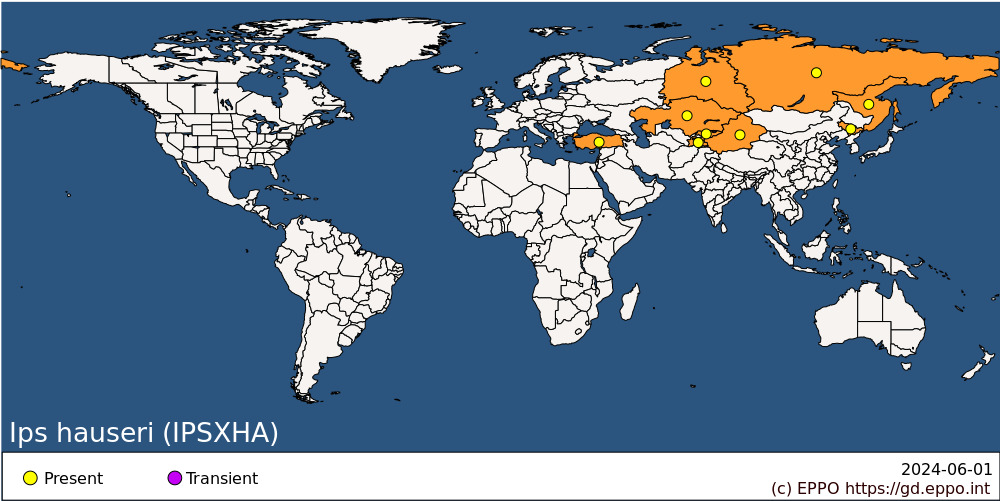 Ips hauseri (IPSXHA)
Present
Transient
2024-06-01
(c) EPPO https://gd.eppo.int